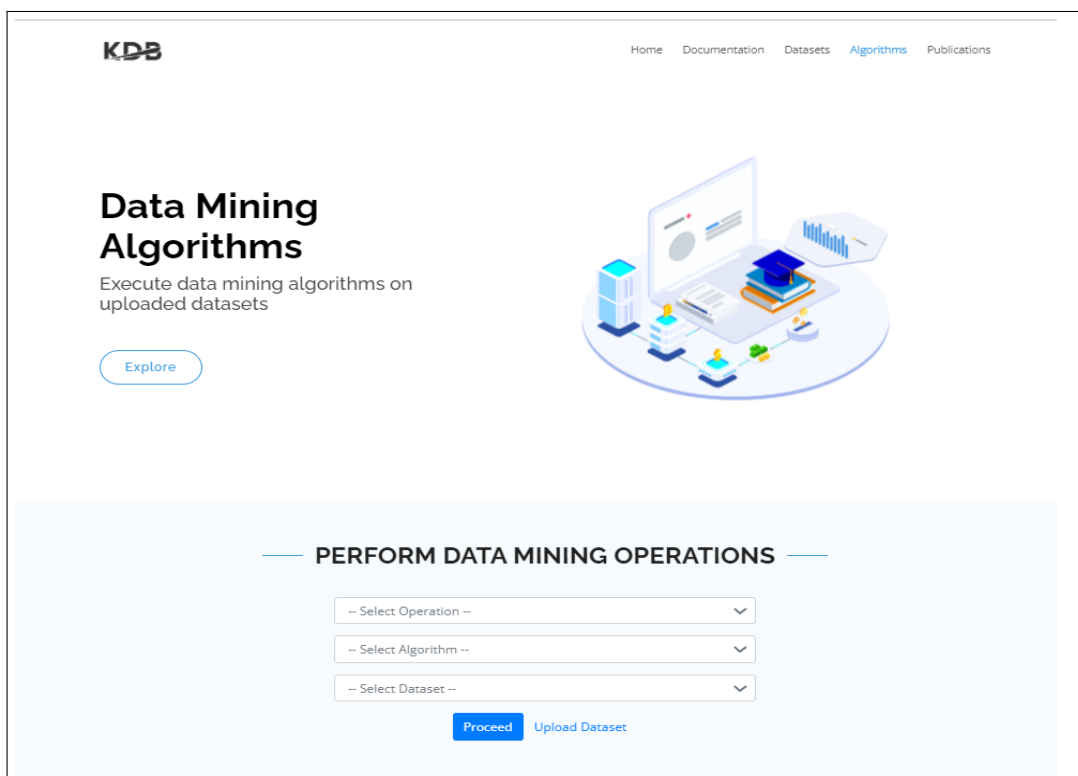 KDB
Home Documentation Datasets Algorithms Publications
Data Mining
Algorithms
Execute data mining algorithms on
uploaded datasets
Explore
PERFORM DATA MINING OPERATIONS
-- Select Operation --
-- Select Algorithm --
-- Select Dataset --
Proceed Upload Dataset